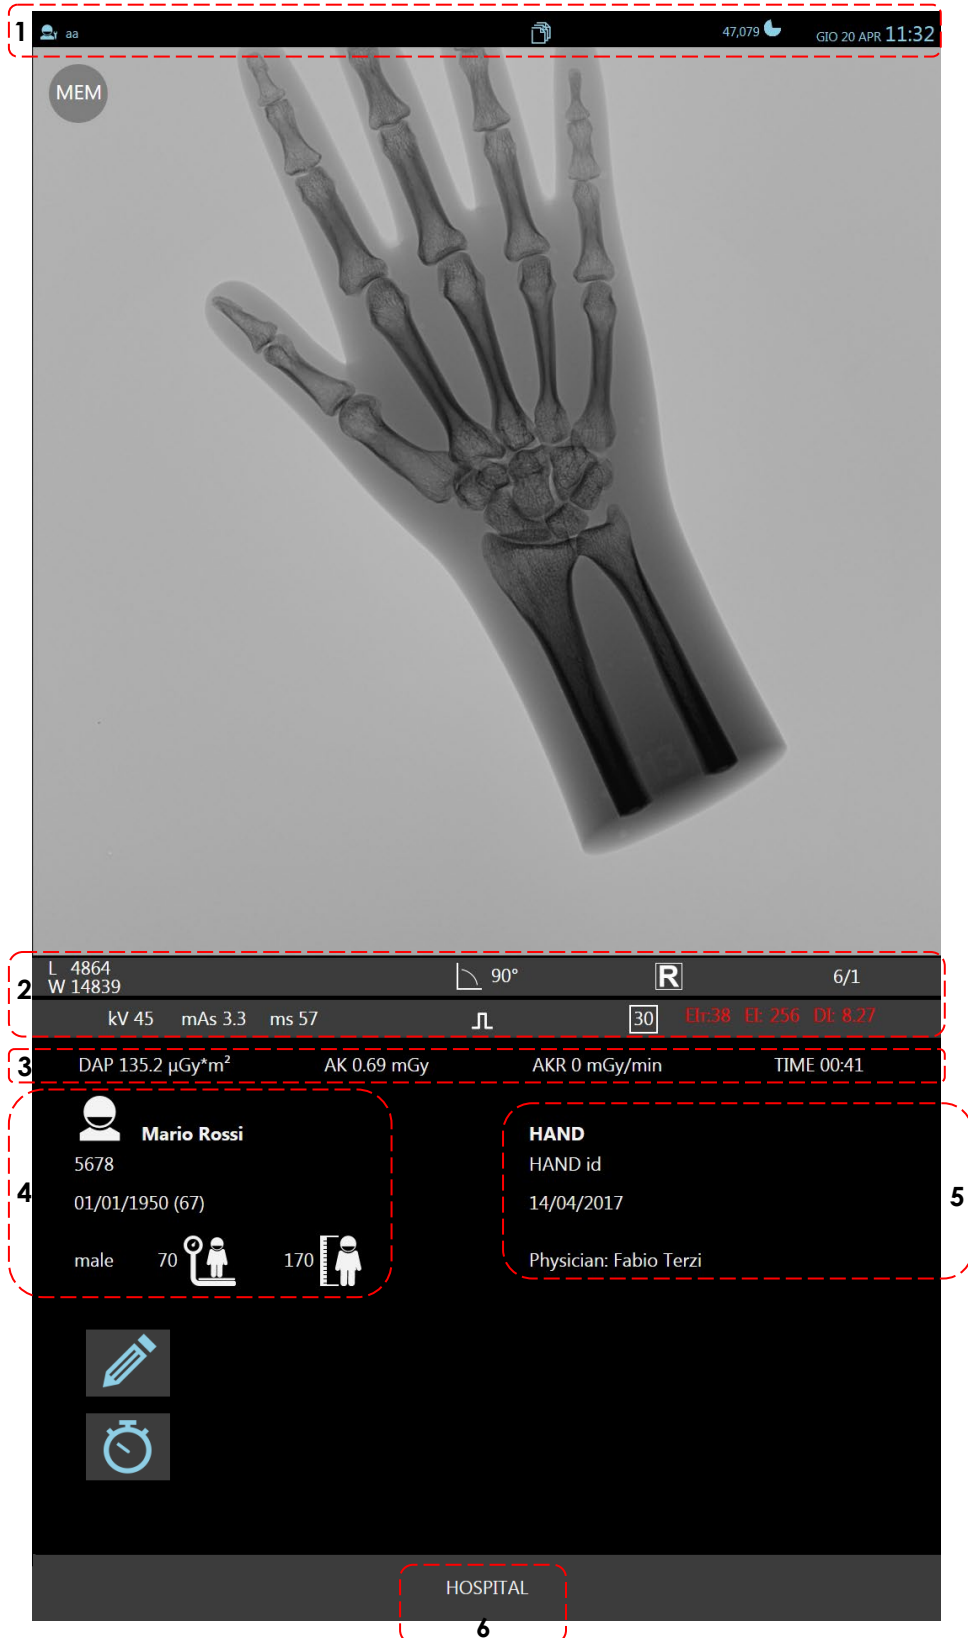 1 aa 47,079 GIO 20 APR 11:32
MEM
2 L 4864
W 14839 90° R 6/1
kV 45 mAs 3.3 ms 57 30 EIt:38 EI: 256 DI: 8.27
3 DAP 135.2 µGy*m² AK 0.69 mGy AKR 0 mGy/min TIME 00:41
Mario Rossi HAND
5678 HAND id
4 01/01/1950 (67) 14/04/2017 5
male 70 170 Physician: Fabio Terzi
HOSPITAL
6